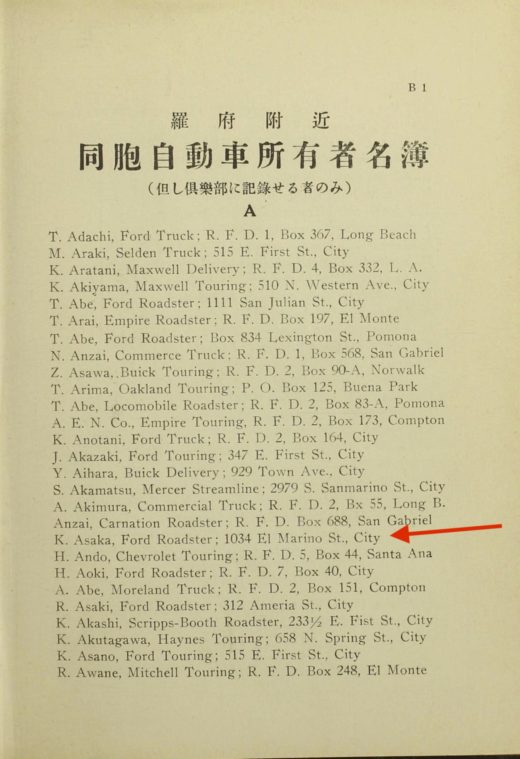 B 1
羅府附近
同胞自動車所有者名簿
(但し倶樂部に記錄せる者のみ)
A
T. Adachi, Ford Truck; R. F. D. 1, Box 367, Long Beach
M. Araki, Selden Truck; 515 E. First St., City
K. Aratani, Maxwell Delivery; R. F. D. 4, Box 332, L. A.
K. Akiyama, Maxwell Touring; 510 N. Western Ave., City
T. Abe, Ford Roadster; 1111 San Julian St., City
T. Arai, Empire Roadster; R. F. D. Box 197, El Monte
T. Abe, Ford Roadster; Box 834 Lexington St., Pomona
N. Anzai, Commerce Truck; R. F. D. 1, Box 568, San Gabriel
Z. Asawa,.Buick Touring; R. F. D. 2, Box 90-A, Norwalk
T. Arima, Oakland Touring; P. O. Box 125, Buena Park
T. Abe, Locomobile Roadster; R. F. D. 2, Box 83-A, Pomona
A. E. N. Co., Empire Touring, R. F. D. 2, Box 173, Compton
K. Anotani, Ford Truck; R. F. D. 2, Box 164, City
J. Akazaki, Ford Touring; 347 E. First St., City
Y. Aihara, Buick Delivery; 929 Town Ave., City
S. Akamatsu, Mercer Streamline; 2979 S. Sanmarino St., City
A. Akimura, Commercial Truck; R. F. D. 2, Bx 55, Long B.
Anzai, Carnation Roadster; R. F. D. Box 688, San Gabriel
K. Asaka, Ford Roadster; 1034 El Marino St., City
H. Ando, Chevrolet Touring; R. F. D. 5, Box 44, Santa Ana
H. Aoki, Ford Roadster; R. F. D. 7, Box 40, City
A. Abe, Moreland Truck; R. F. D. 2, Box 151, Compton
R. Asaki, Ford Roadster; 312 Ameria St., City
K. Akashi, Scripps-Booth Roadster, 233½ E. Fist St., City
K. Akutagawa, Haynes Touring; 658 N. Spring St., City
K. Asano, Ford Touring; 515 E. First St., City
R. Awane, Mitchell Touring; R. F. D. Box 248, El Monte